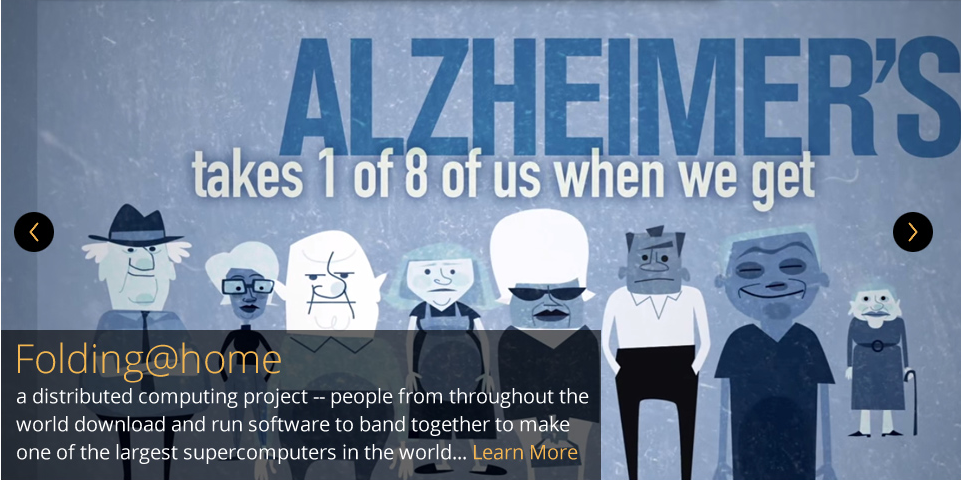 ALZHEIMER'S
takes 1 of 8 of us when we get
Folding@home
a distributed computing project -- people from throughout the
world download and run software to band together to make
one of the largest supercomputers in the world... Learn More